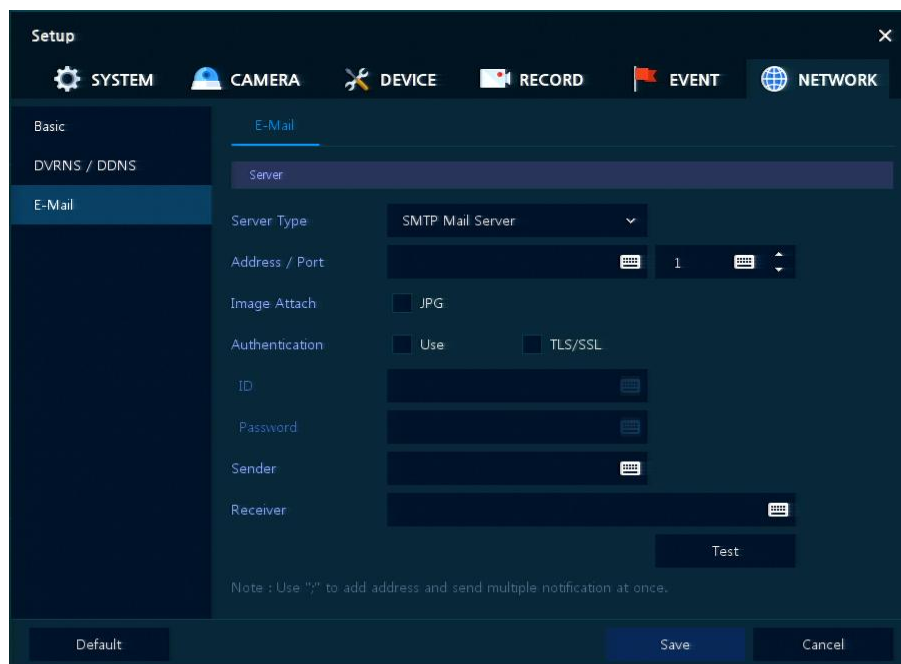 Setup
SYSTEM CAMERA DEVICE RECORD EVENT NETWORK
Basic
DVRNS / DDNS
E-Mail
E-Mail
Server
Server Type SMTP Mail Server
Address / Port 1
Image Attach JPG
Authentication Use TLS/SSL
ID
Password
Sender
Receiver
Test
Note : Use ";" to add address and send multiple notification at once.
Default Save Cancel